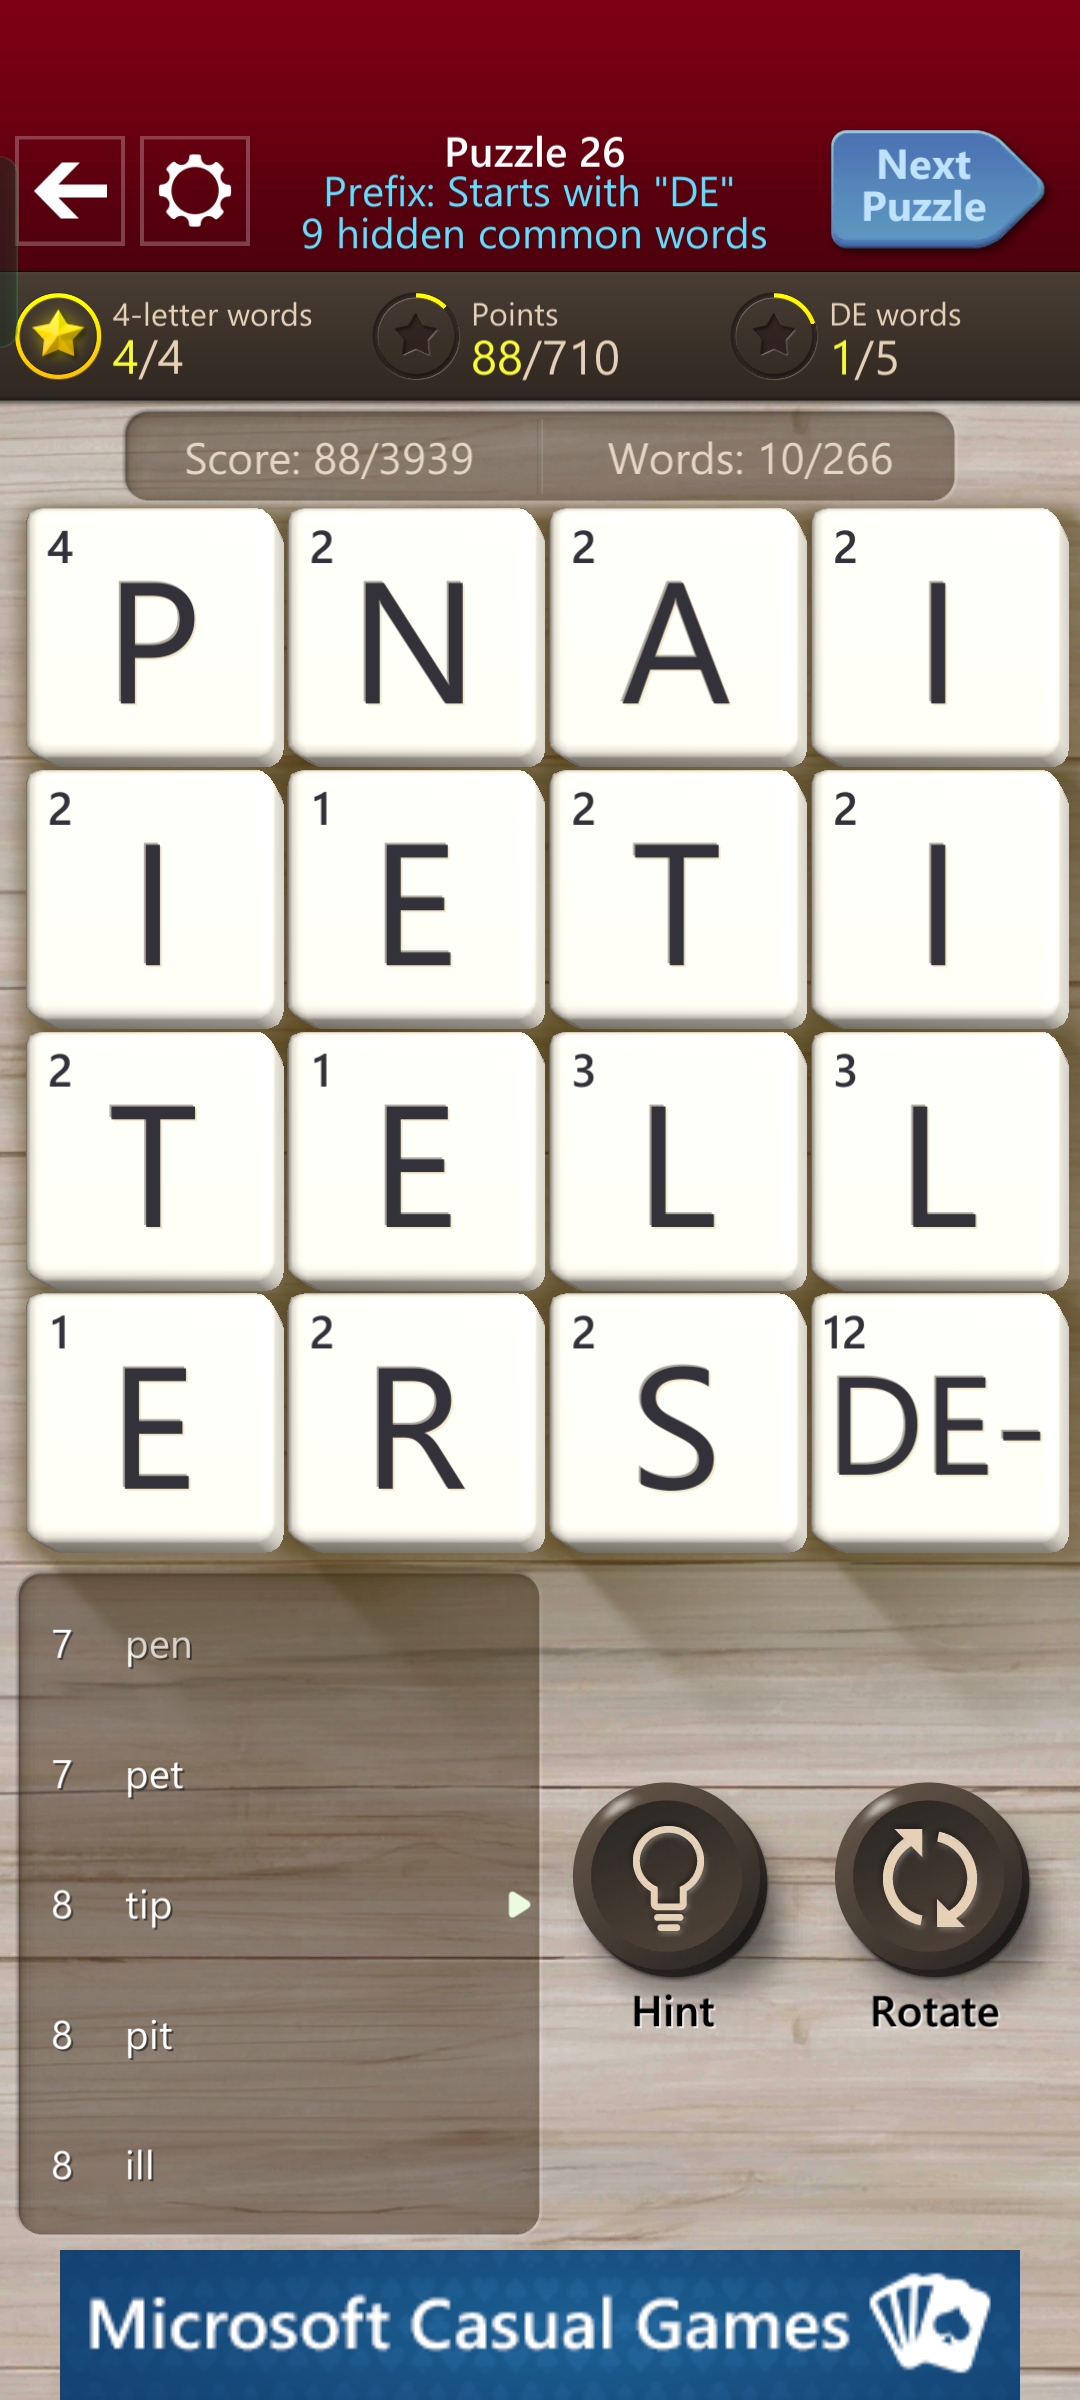 Puzzle 26
Prefix: Starts with "DE"
9 hidden common words
Next
Puzzle
4-letter words
4/4
Points
88/710
DE words
1/5
Score: 88/3939
Words: 10/266
4 P
2 N
2 A
2 I
2 I
1 E
2 T
2 I
2 T
1 E
3 L
3 L
1 E
2 R
2 S
12 DE-
7 pen
7 pet
8 tip
8 pit
8 ill
Hint
Rotate
Microsoft Casual Games